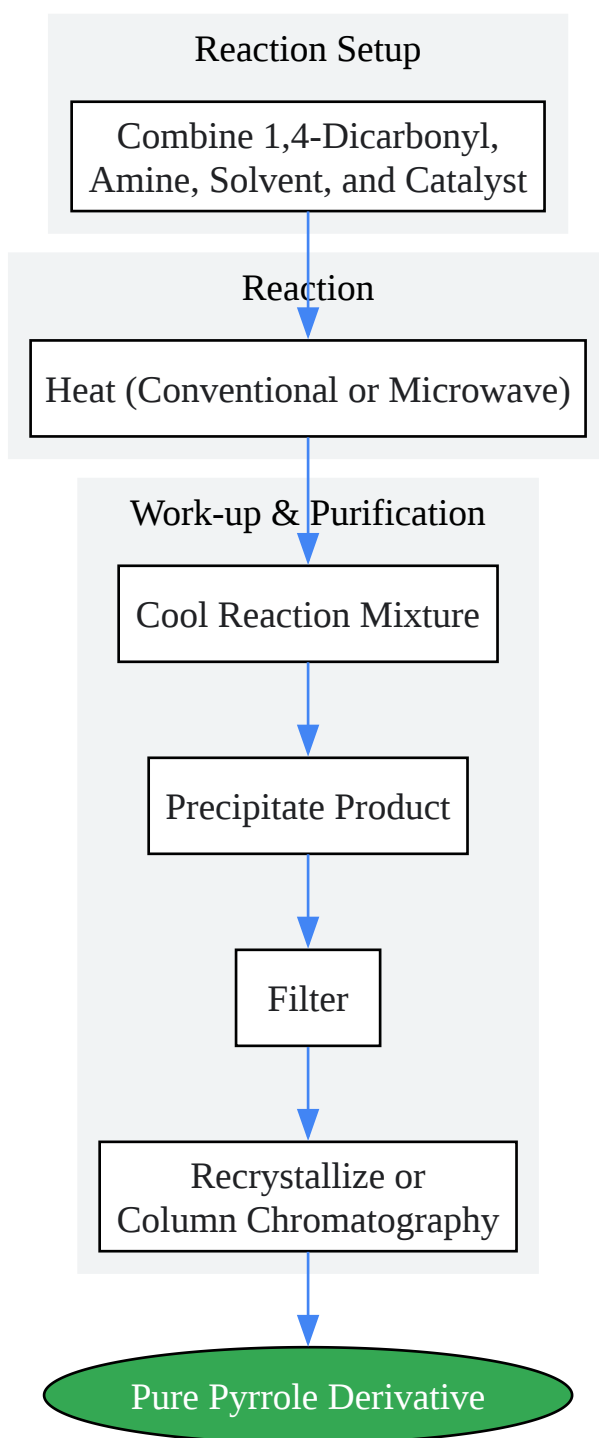 Reaction Setup
Combine 1,4-Dicarbonyl,
Amine, Solvent, and Catalyst
Reaction
Heat (Conventional or Microwave)
Work-up & Purification
Cool Reaction Mixture
Precipitate Product
Filter
Recrystallize or
Column Chromatography
Pure Pyrrole Derivative